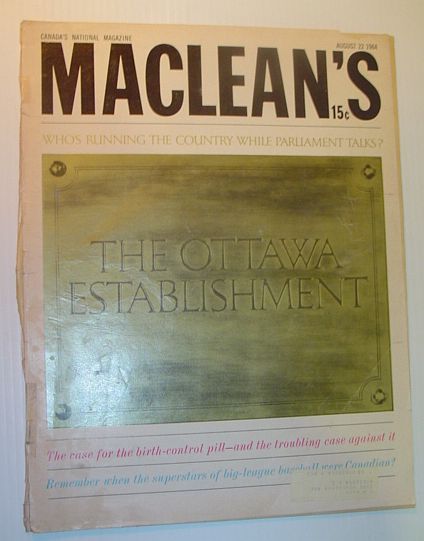 CANADA'S NATIONAL MAGAZINE
AUGUST 22 1964
MACLEAN'S
15¢
WHO'S RUNNING THE COUNTRY WHILE PARLIAMENT TALKS?
THE OTTAWA
ESTABLISHMENT
The case for the birth-control pill—and the troubling case against it
Remember when the superstars of big-league baseball were Canadian?